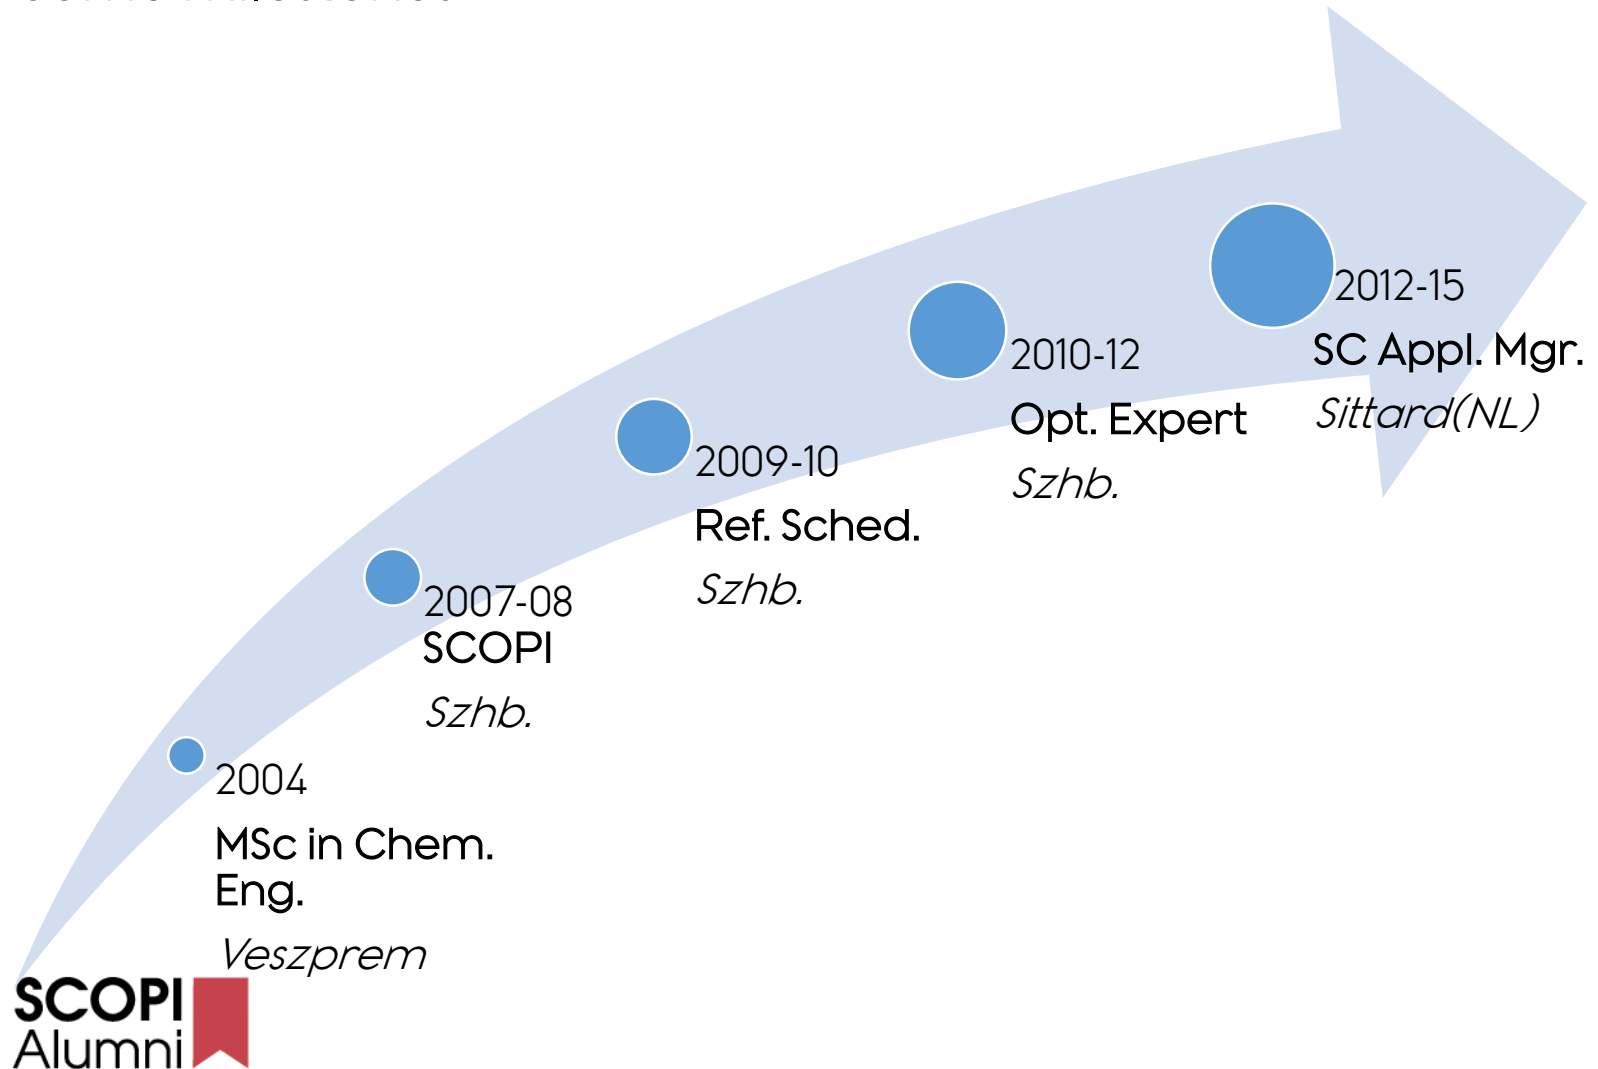 2012-15
SC Appl. Mgr.
Sittard(NL)
2010-12
Opt. Expert
Szhb.
2009-10
Ref. Sched.
Szhb.
2007-08
SCOPI
Szhb.
2004
MSc in Chem.
Eng.
Veszprem
SCOPI
Alumni